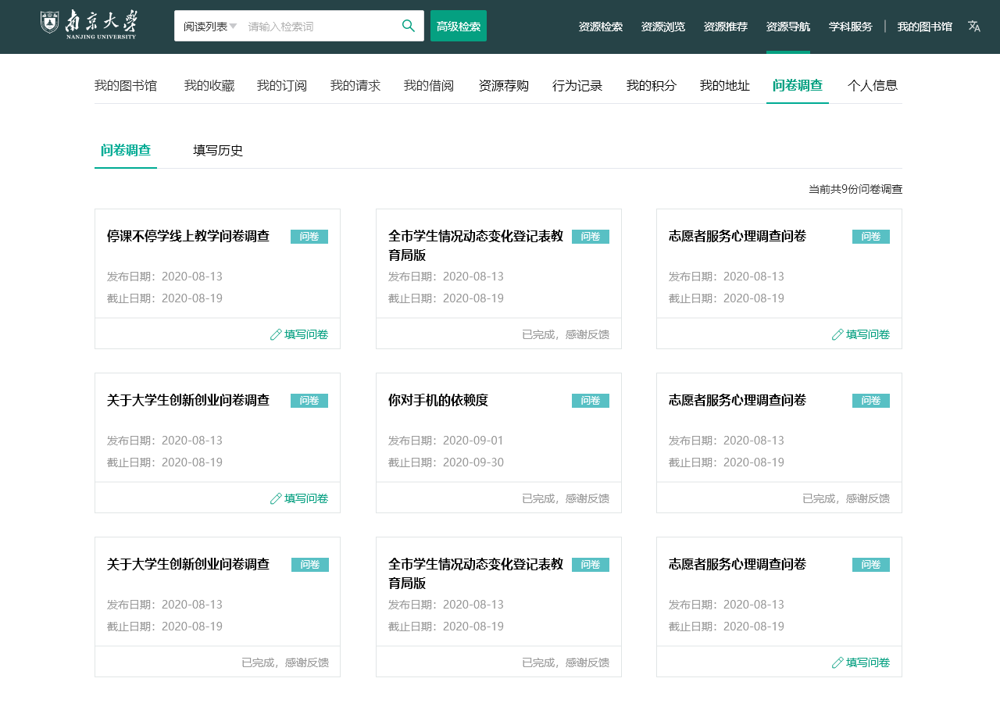 南京大学
NANJING UNIVERSITY
阅读列表 请输入检索词 高级检索 资源检索 资源浏览 资源推荐 资源导航 学科服务 | 我的图书馆 文A
我的图书馆 我的收藏 我的订阅 我的请求 我的借阅 资源荐购 行为记录 我的积分 我的地址 问卷调查 个人信息
问卷调查 填写历史
当前共9份问卷调查
停课不停学线上教学问卷调查 问卷
发布日期：2020-08-13
截止日期：2020-08-19
填写问卷
全市学生情况动态变化登记表教 问卷
育局版
发布日期：2020-08-13
截止日期：2020-08-19
已完成，感谢反馈
志愿者服务心理调查问卷 问卷
发布日期：2020-08-13
截止日期：2020-08-19
填写问卷
关于大学生创新创业问卷调查 问卷
发布日期：2020-08-13
截止日期：2020-08-19
填写问卷
你对手机的依赖度 问卷
发布日期：2020-09-01
截止日期：2020-09-30
已完成，感谢反馈
志愿者服务心理调查问卷 问卷
发布日期：2020-08-13
截止日期：2020-08-19
已完成，感谢反馈
关于大学生创新创业问卷调查 问卷
发布日期：2020-08-13
截止日期：2020-08-19
已完成，感谢反馈
全市学生情况动态变化登记表教 问卷
育局版
发布日期：2020-08-13
截止日期：2020-08-19
已完成，感谢反馈
志愿者服务心理调查问卷 问卷
发布日期：2020-08-13
截止日期：2020-08-19
填写问卷